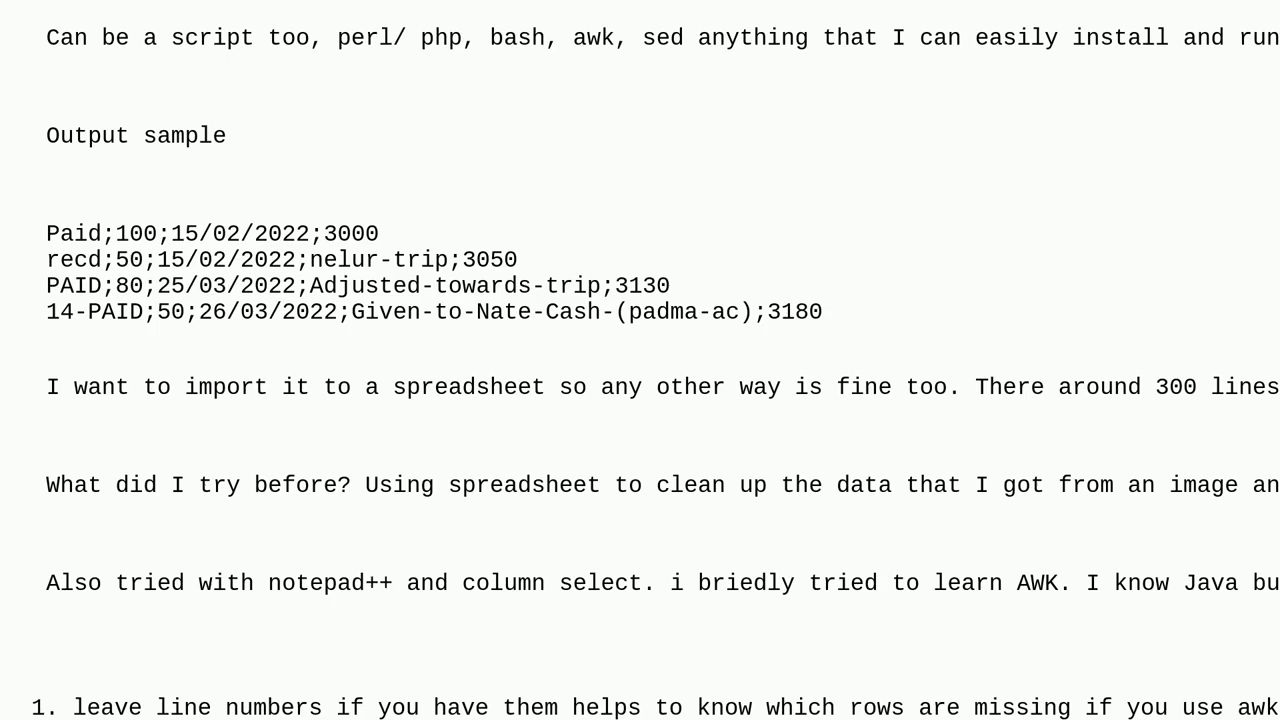 Can be a script too, perl/ php, bash, awk, sed anything that I can easily install and run
Output sample
Paid;100;15/02/2022;3000
recd;50;15/02/2022;nelur-trip;3050
PAID;80;25/03/2022;Adjusted-towards-trip;3130
14-PAID;50;26/03/2022;Given-to-Nate-Cash-(padma-ac);3180
I want to import it to a spreadsheet so any other way is fine too. There around 300 lines
What did I try before? Using spreadsheet to clean up the data that I got from an image an
Also tried with notepad++ and column select. i briedly tried to learn AWK. I know Java bu
1. leave line numbers if you have them helps to know which rows are missing if you use awk